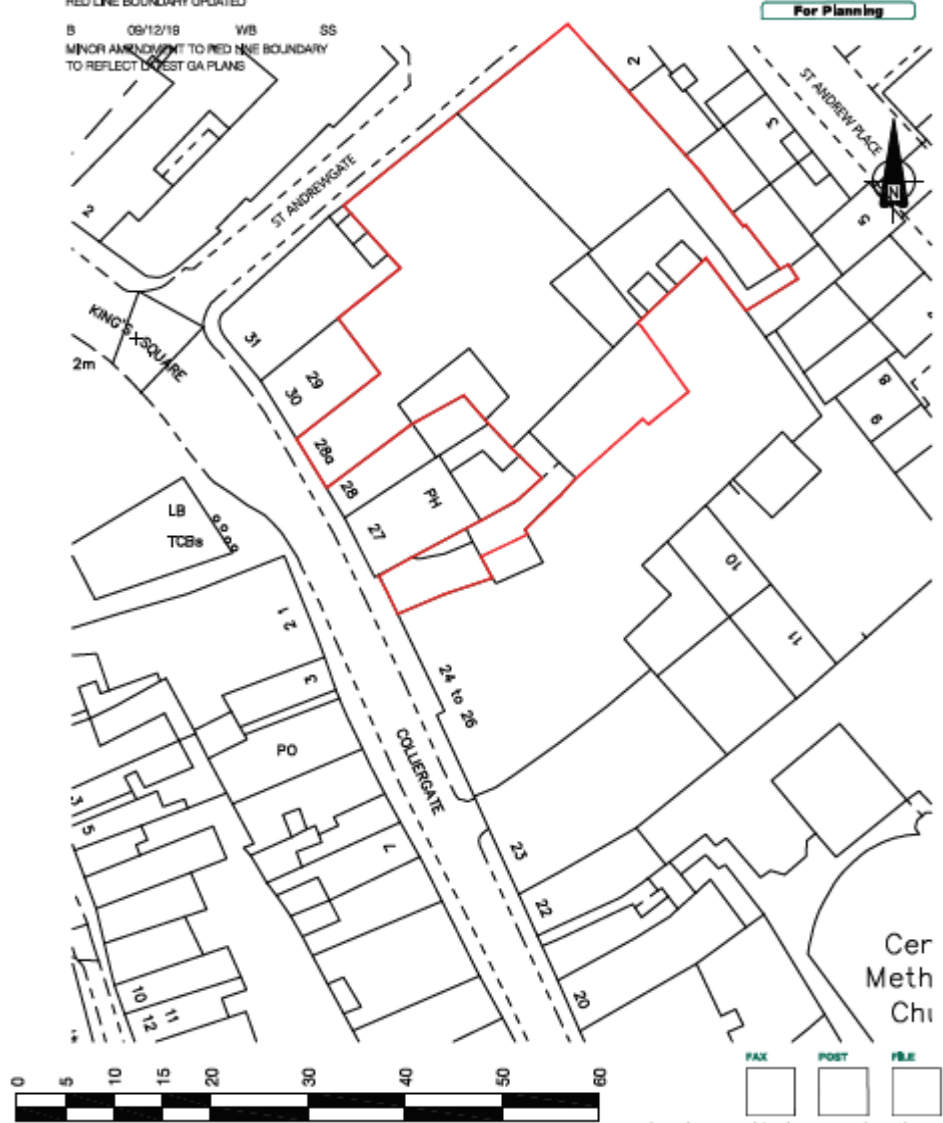 RED LINE BOUNDARY UPDATED
B 09/12/19 WB SS
MINOR AMENDMENT TO RED LINE BOUNDARY
TO REFLECT LATEST GA PLANS
For Planning
2
ST ANDREW PLACE
3
N
5
ST ANDREWGATE
2
KING'S SQUARE
2m
31
29
30
28a
28
PH
27
8
9
LB
TCBs
10
11
2 1
3
24 to 26
PO
COLLIERGATE
3
5
7
23
22
20
10
11
12
Cer
Meth
Chu
FAX POST FILE
0 5 10 15 20 30 40 50 60